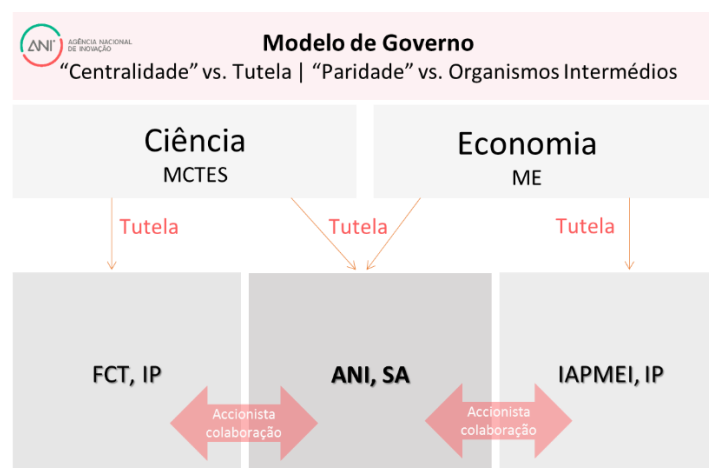 ANI
AGÊNCIA NACIONAL
DE INOVAÇÃO
Modelo de Governo
“Centralidade” vs. Tutela | “Paridade” vs. Organismos Intermédios
Ciência
MCTES
Economia
ME
Tutela
Tutela
Tutela
FCT, IP
ANI, SA
IAPMEI, IP
Accionista
colaboração
Accionista
colaboração